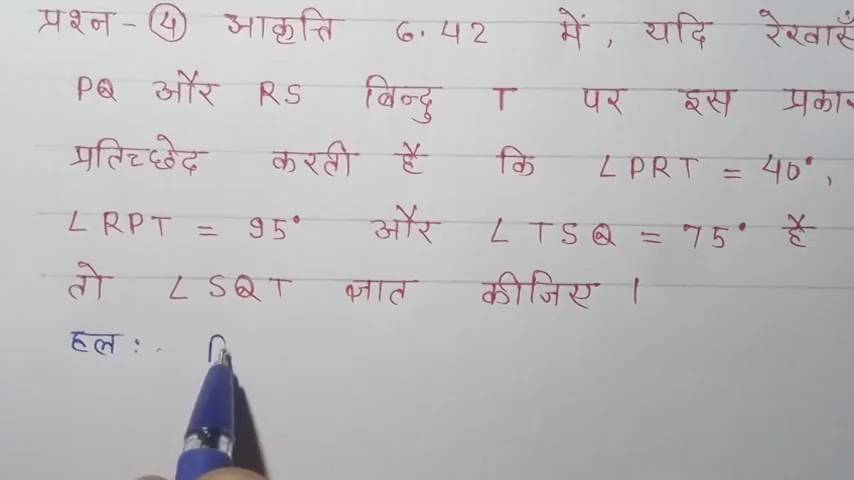 प्रश्न - ④ आकृति 6.42 में, यदि रेखाएँ
PQ और RS बिन्दु T पर इस प्रकार
प्रतिच्छेद करती है कि ∠PRT = 40°,
∠RPT = 95° और ∠TSQ = 75° है
तो ∠SQT ज्ञात कीजिए ।
हल :.